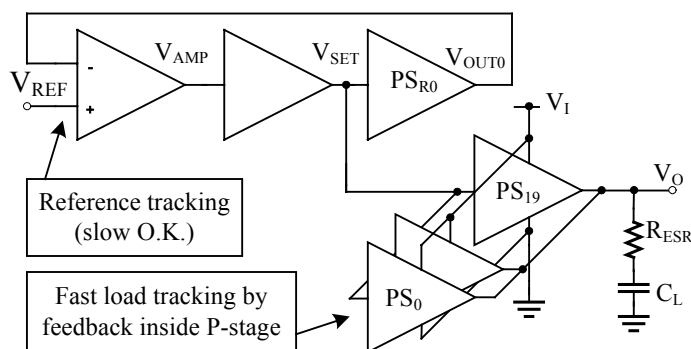 V_AMP
V_SET
V_OUT0
-
V_REF
+
PS_R0
V_I
PS_19
V_O
Reference tracking
(slow O.K.)
R_ESR
PS_0
C_L
Fast load tracking by
feedback inside P-stage